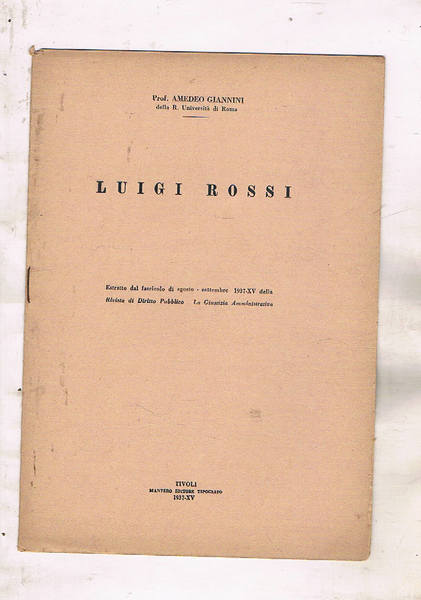 Prof. AMEDEO GIANNINI
della R. Università di Roma
LUIGI ROSSI
Estratto dal fascicolo di agosto - settembre 1937-XV della
Rivista di Diritto Pubblico La Giustizia Amministrativa
TIVOLI
MANTERO EDITORE TIPOGRAFO
1937-XV